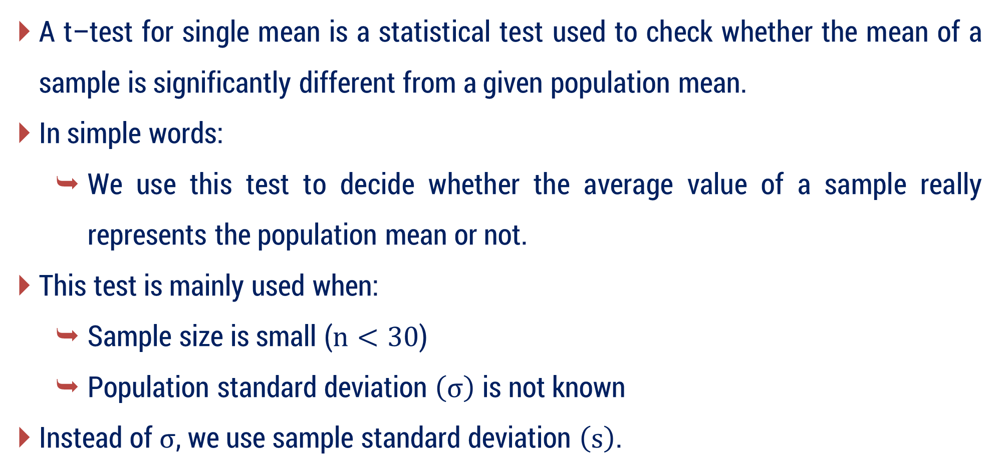 A t–test for single mean is a statistical test used to check whether the mean of a
sample is significantly different from a given population mean.
In simple words:
We use this test to decide whether the average value of a sample really
represents the population mean or not.
This test is mainly used when:
Sample size is small (n < 30)
Population standard deviation (σ) is not known
Instead of σ, we use sample standard deviation (s).